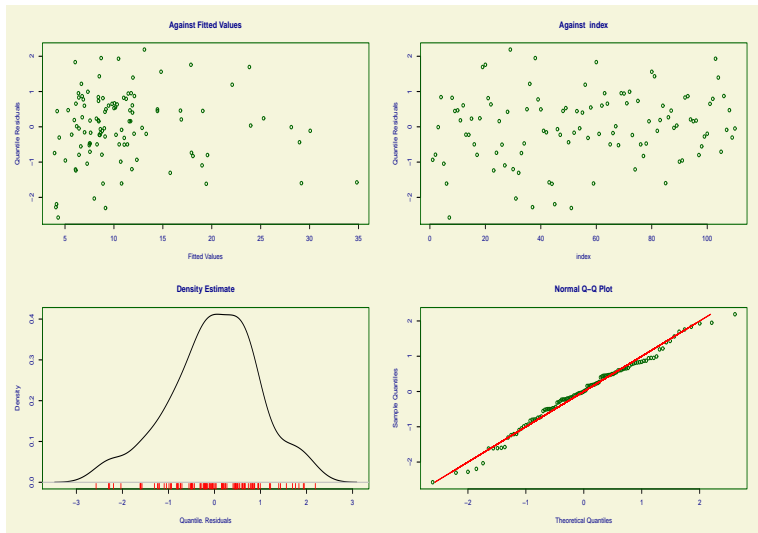 Against Fitted Values
Quantile Residuals
2
1
0
−1
−2
5 10 15 20 25 30 35
Fitted Values
Against index
Quantile Residuals
2
1
0
−1
−2
0 20 40 60 80 100
index
Density Estimate
Density
0.4
0.3
0.2
0.1
0.0
−3 −2 −1 0 1 2 3
Quantile. Residuals
Normal Q−Q Plot
Sample Quantiles
2
1
0
−1
−2
−2 −1 0 1 2
Theoretical Quantiles